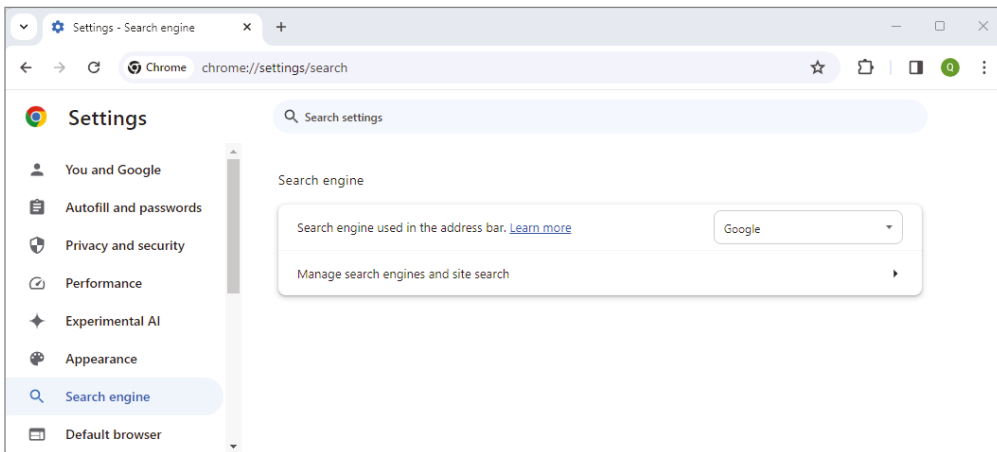 Settings - Search engine
Chrome chrome://settings/search
Q
Settings
Search settings
You and Google
Autofill and passwords
Privacy and security
Performance
Experimental AI
Appearance
Search engine
Default browser
Search engine
Search engine used in the address bar. Learn more
Google
Manage search engines and site search